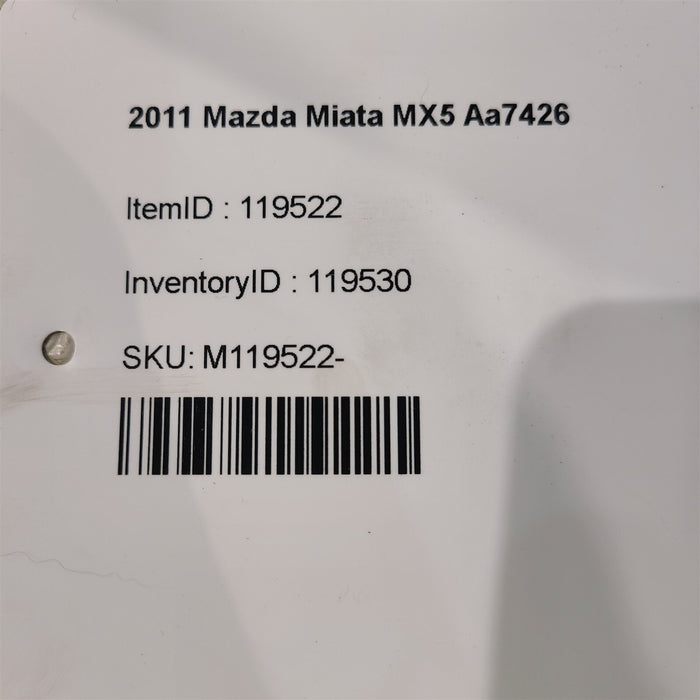 2011 Mazda Miata MX5 Aa7426
ItemID : 119522
InventoryID : 119530
SKU: M119522-